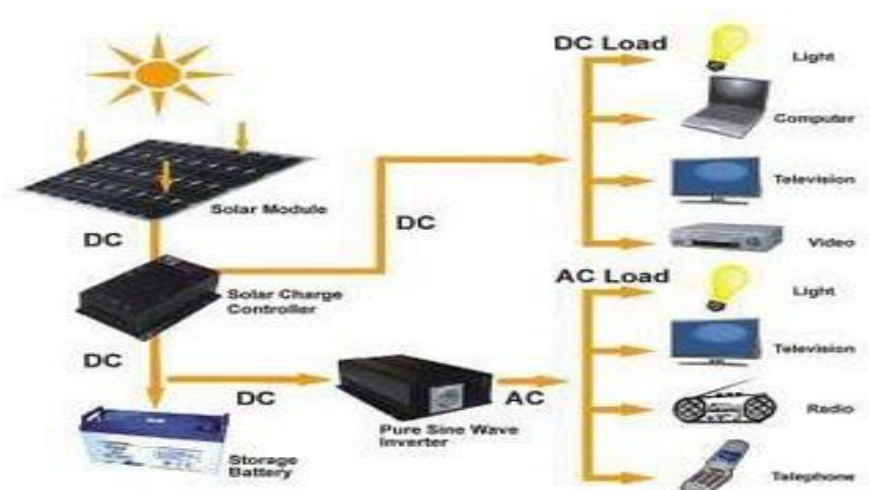 DC Load
Light
Computer
Television
Video
Solar Module
DC
DC
Solar Charge
Controller
AC Load
Light
Television
Radio
Telephone
DC
DC
AC
Pure Sine Wave
Inverter
Storage
Battery